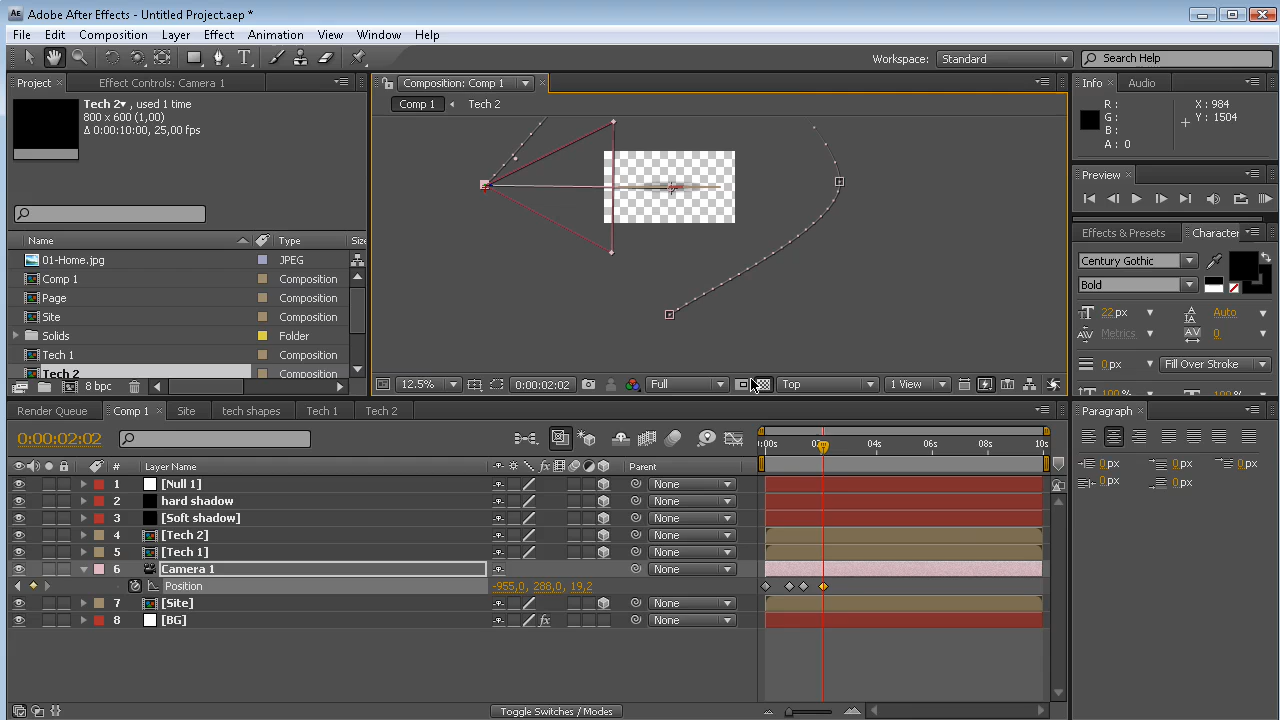 Adobe After Effects - Untitled Project.aep *
File Edit Composition Layer Effect Animation View Window Help
Workspace: Standard Search Help
Project Effect Controls: Camera 1
Composition: Comp 1
Info Audio
Tech 2 , used 1 time
800 x 600 (1,00)
Δ 0:00:10:00, 25,00 fps
Comp 1 Tech 2
R :
G :
B :
A : 0
X : 984
Y : 1504
Preview
Effects & Presets Character
Name Type Size
01-Home.jpg JPEG
Comp 1 Composition
Page Composition
Site Composition
Solids Folder
Tech 1 Composition
Tech 2 Composition
8 bpc
Century Gothic
Bold
22 px Auto
Metrics 0
0 px Fill Over Stroke
100 % 100 %
12.5% 0:00:02:02 Full Top 1 View
Render Queue Comp 1 Site tech shapes Tech 1 Tech 2
Paragraph
0 px 0 px 0 px
0 px 0 px
0:00:02:02
:00s 04s 06s 08s 10s
# Layer Name Parent
1 [Null 1] None
2 hard shadow None
3 [Soft shadow] None
4 [Tech 2] None
5 [Tech 1] None
6 Camera 1 None
Position -955,0, 288,0, 19,2
7 [Site] None
8 [BG] None
Toggle Switches / Modes